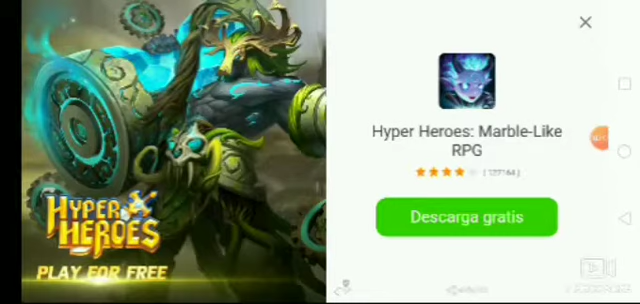 HYPER
HEROES
PLAY FOR FREE
Hyper Heroes: Marble-Like
RPG
Descarga gratis